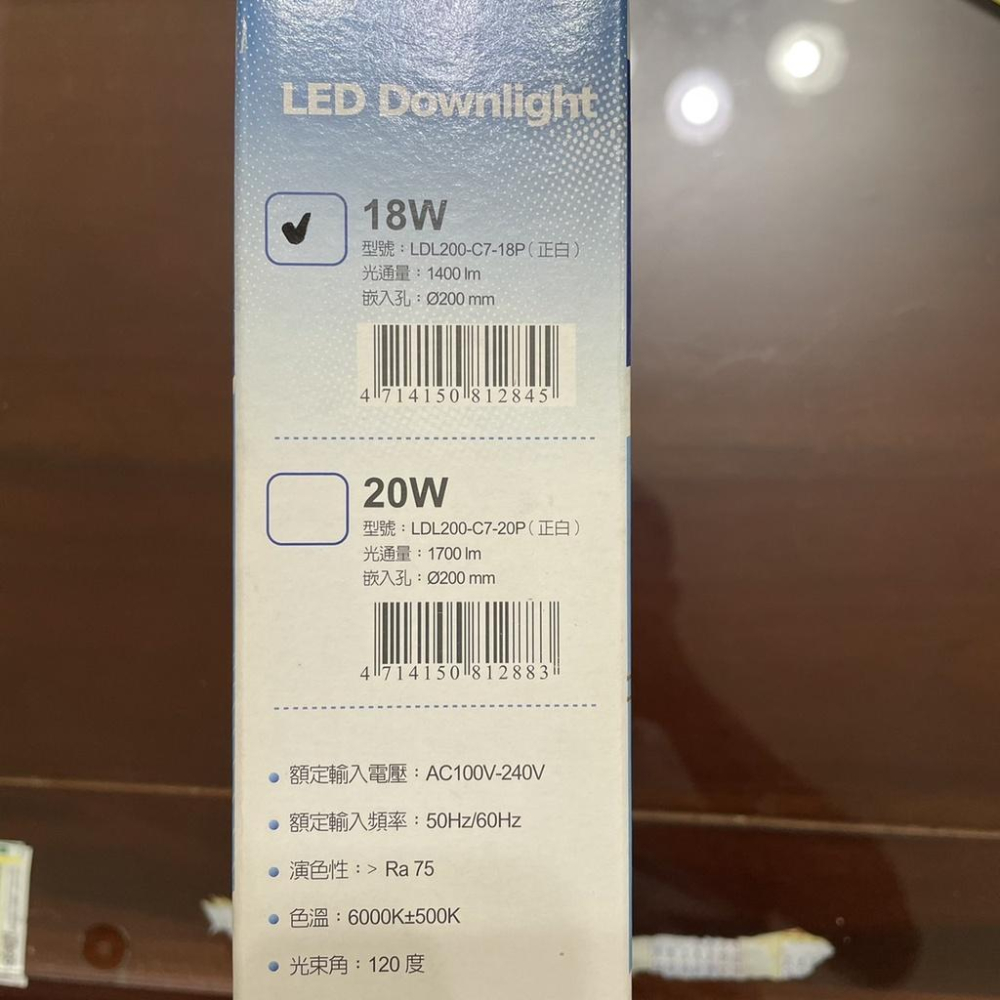 LED Downlight
18W
型號：LDL200-C7-18P（正白）
光通量：1400 lm
嵌入孔：Ø200 mm
4 714150 812845
20W
型號：LDL200-C7-20P（正白）
光通量：1700 lm
嵌入孔：Ø200 mm
4 714150 812883
額定輸入電壓：AC100V-240V
額定輸入頻率：50Hz/60Hz
演色性：> Ra 75
色溫：6000K±500K
光束角：120 度